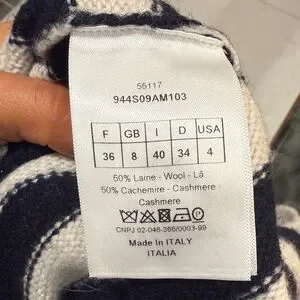 55117
944S09AM103
F GB I D USA
36 8 40 34 4
50% Laine - Wool - Lã
50% Cachemire - Cashmere -
Cashmere
CNPJ 02-046-366/0003-99
Made In ITALY
ITALIA